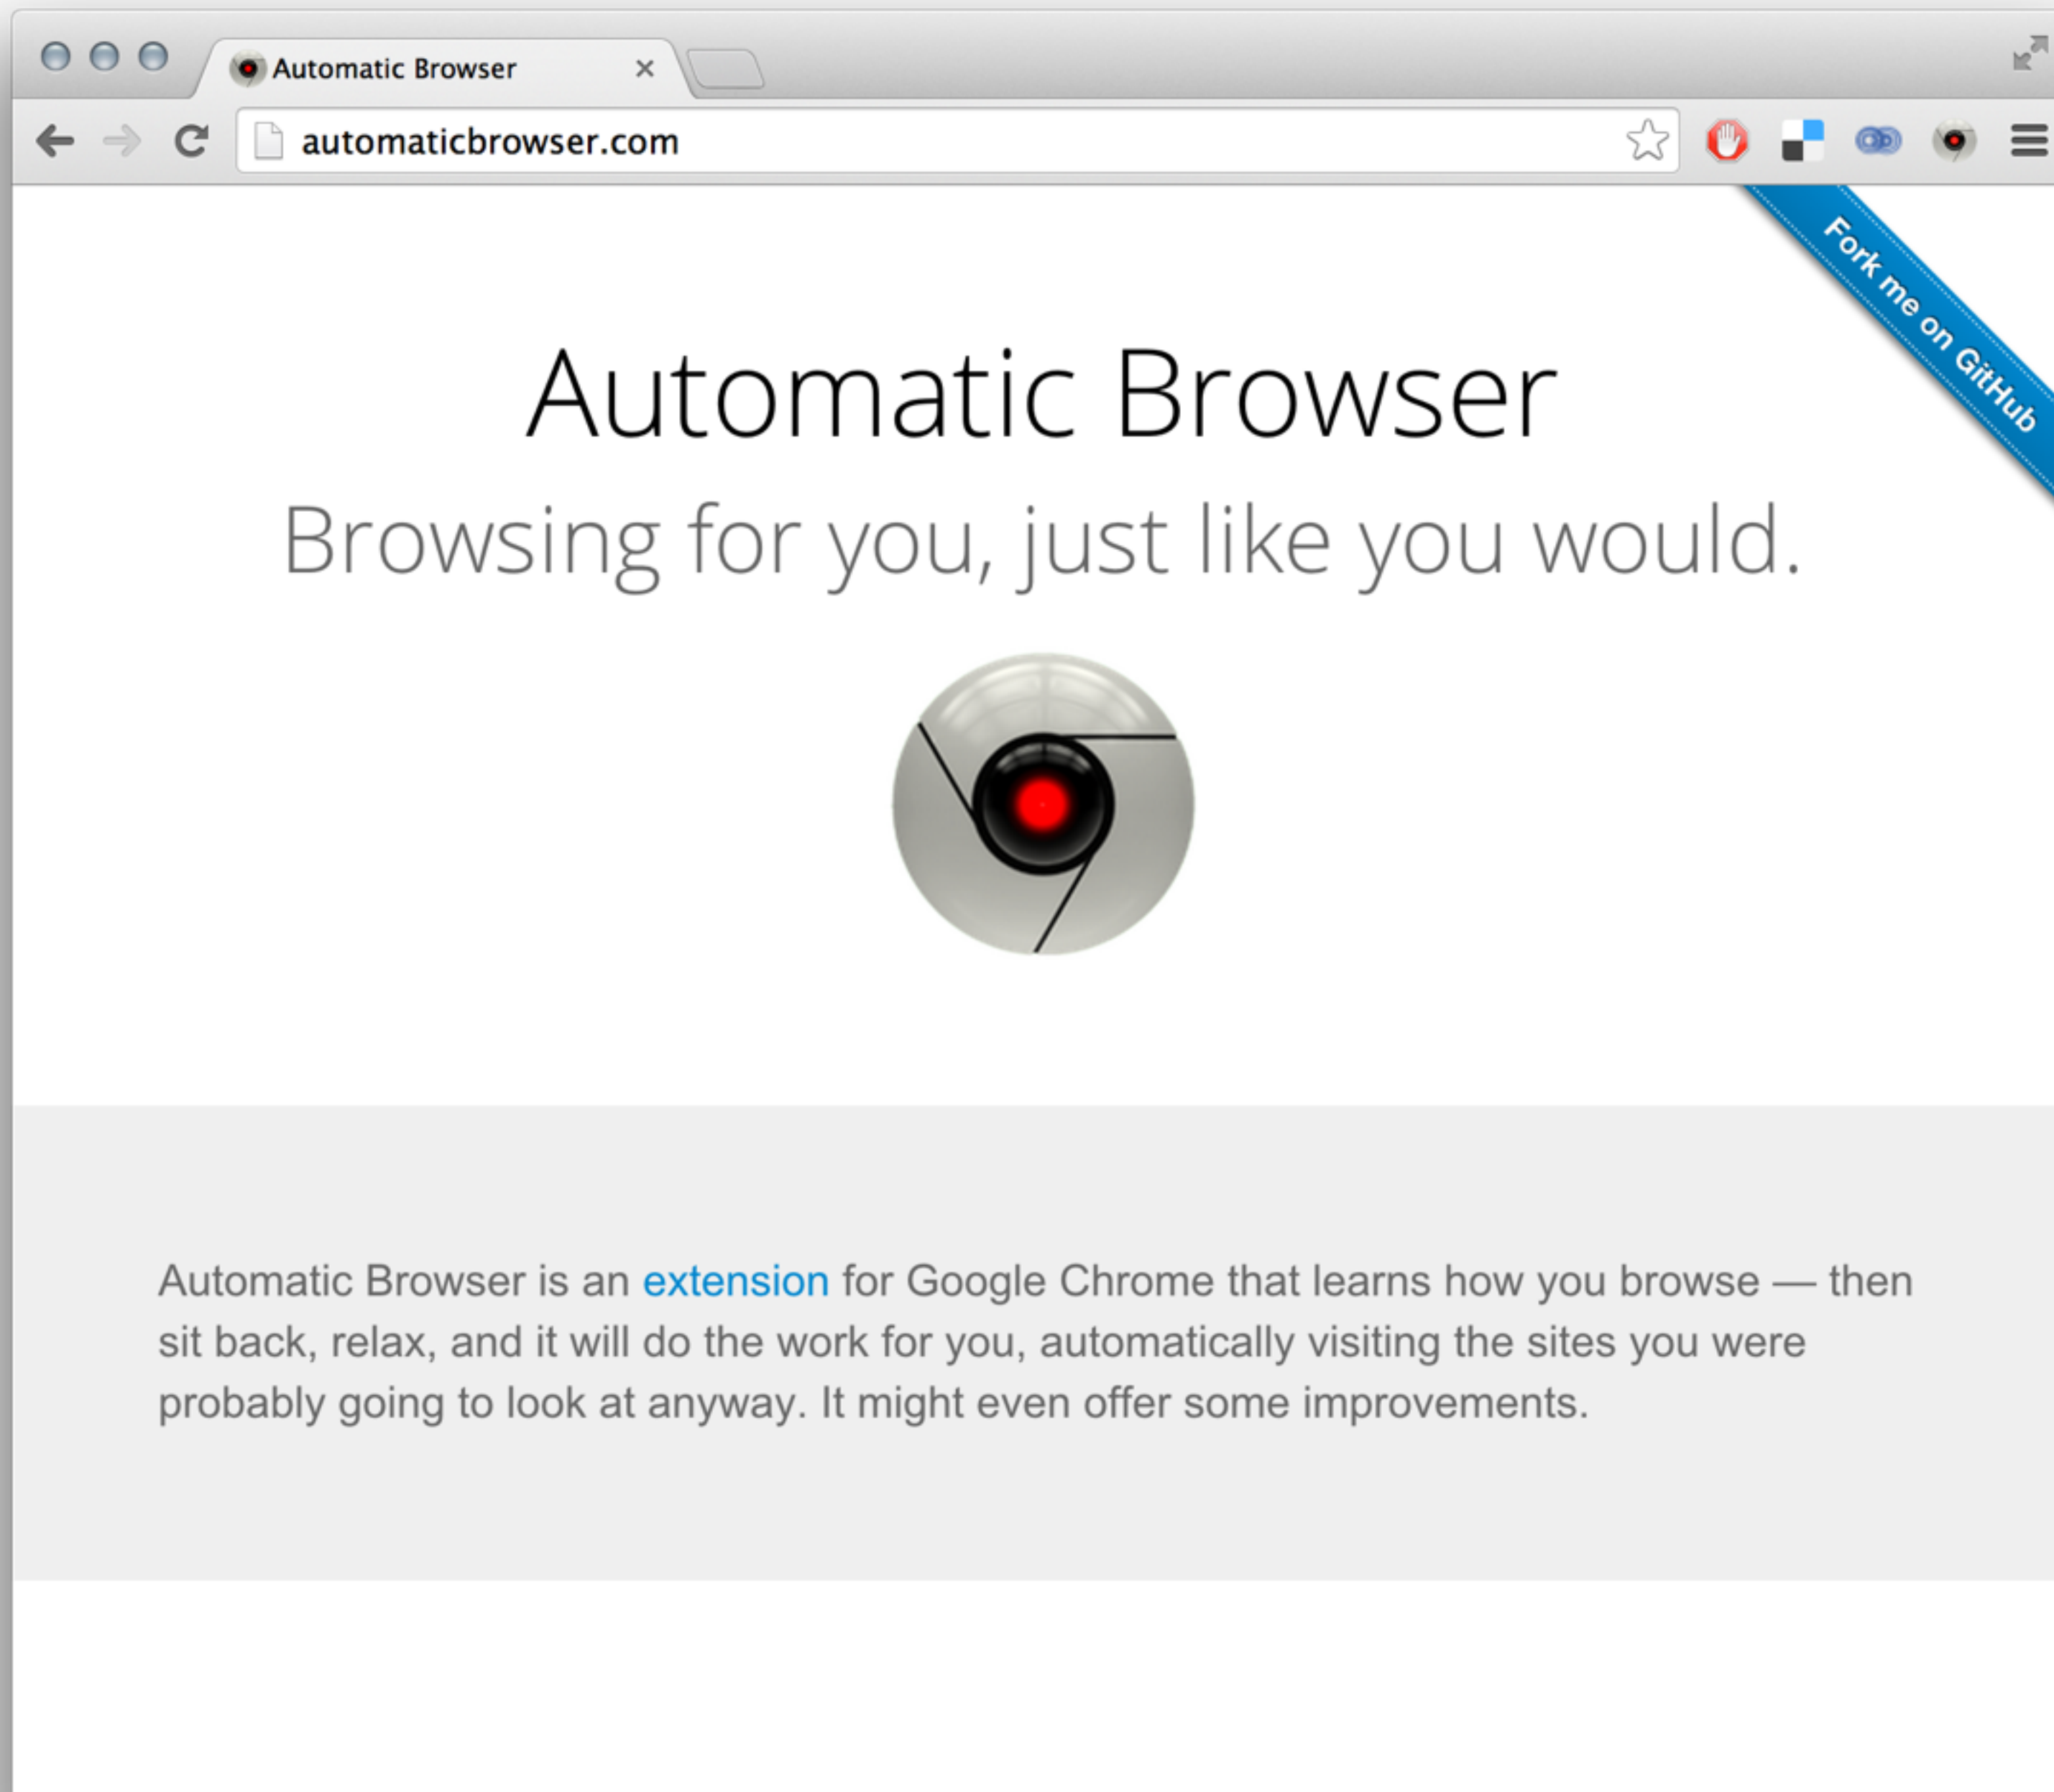 Automatic Browser
automaticbrowser.com
Fork me on GitHub
Automatic Browser
Browsing for you, just like you would.
Automatic Browser is an extension for Google Chrome that learns how you browse — then
sit back, relax, and it will do the work for you, automatically visiting the sites you were
probably going to look at anyway. It might even offer some improvements.